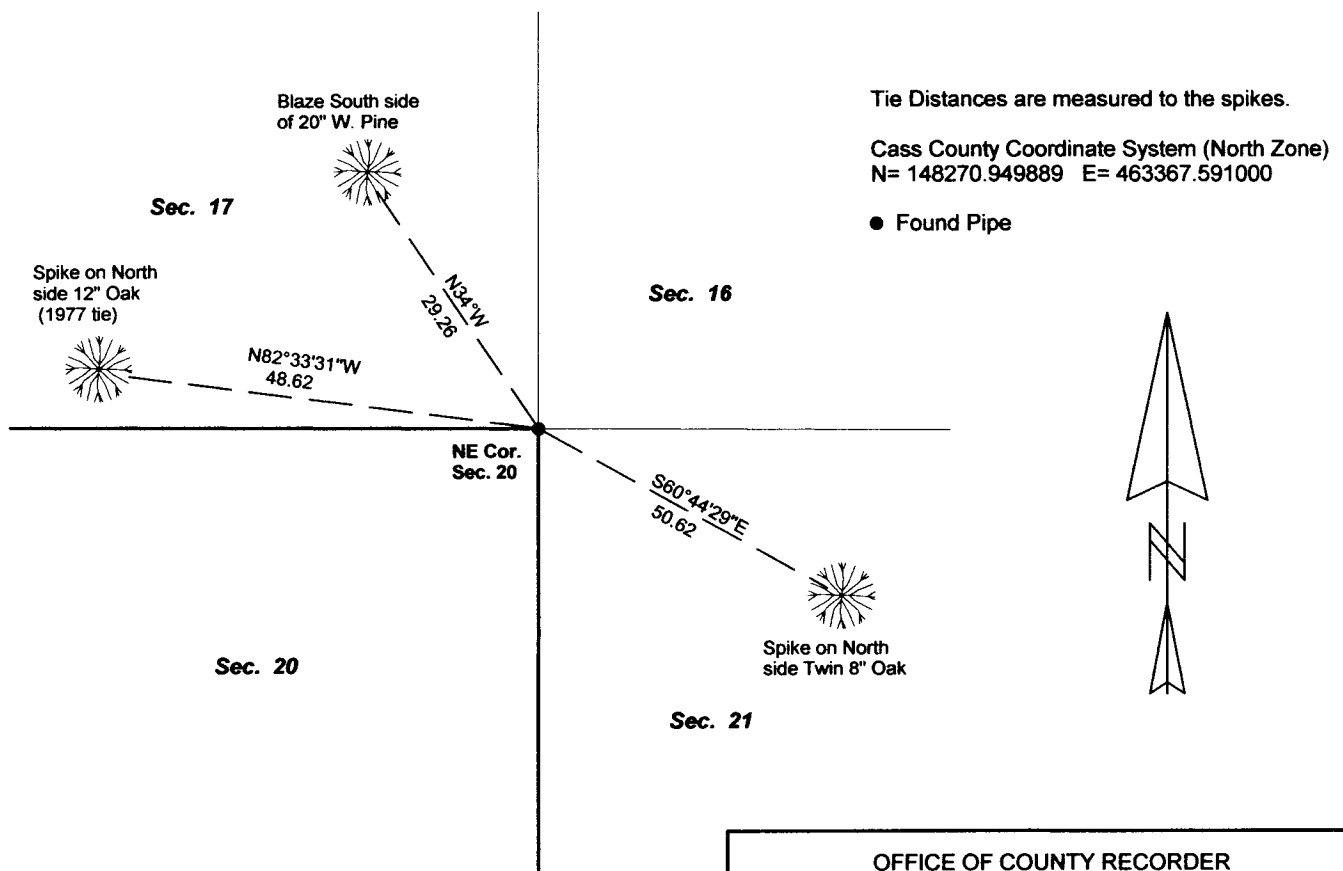 Blaze South side
of 20" W. Pine
Tie Distances are measured to the spikes.
Cass County Coordinate System (North Zone)
N= 148270.949889 E= 463367.591000
● Found Pipe
Sec. 17
Spike on North
side 12" Oak
(1977 tie)
N34°W
29.26
Sec. 16
N82°33'31"W
48.62
NE Cor.
Sec. 20
S60°44'29"E
50.62
N
Spike on North
side Twin 8" Oak
Sec. 20
Sec. 21
OFFICE OF COUNTY RECORDER